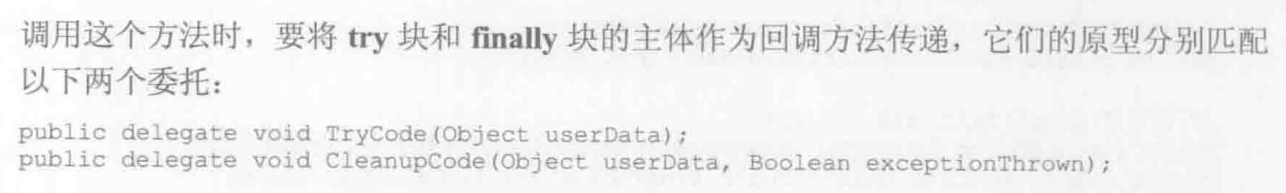 调用这个方法时，要将 try 块和 finally 块的主体作为回调方法传递，它们的原型分别匹配
以下两个委托：
public delegate void TryCode(Object userData);
public delegate void CleanupCode(Object userData, Boolean exceptionThrown);